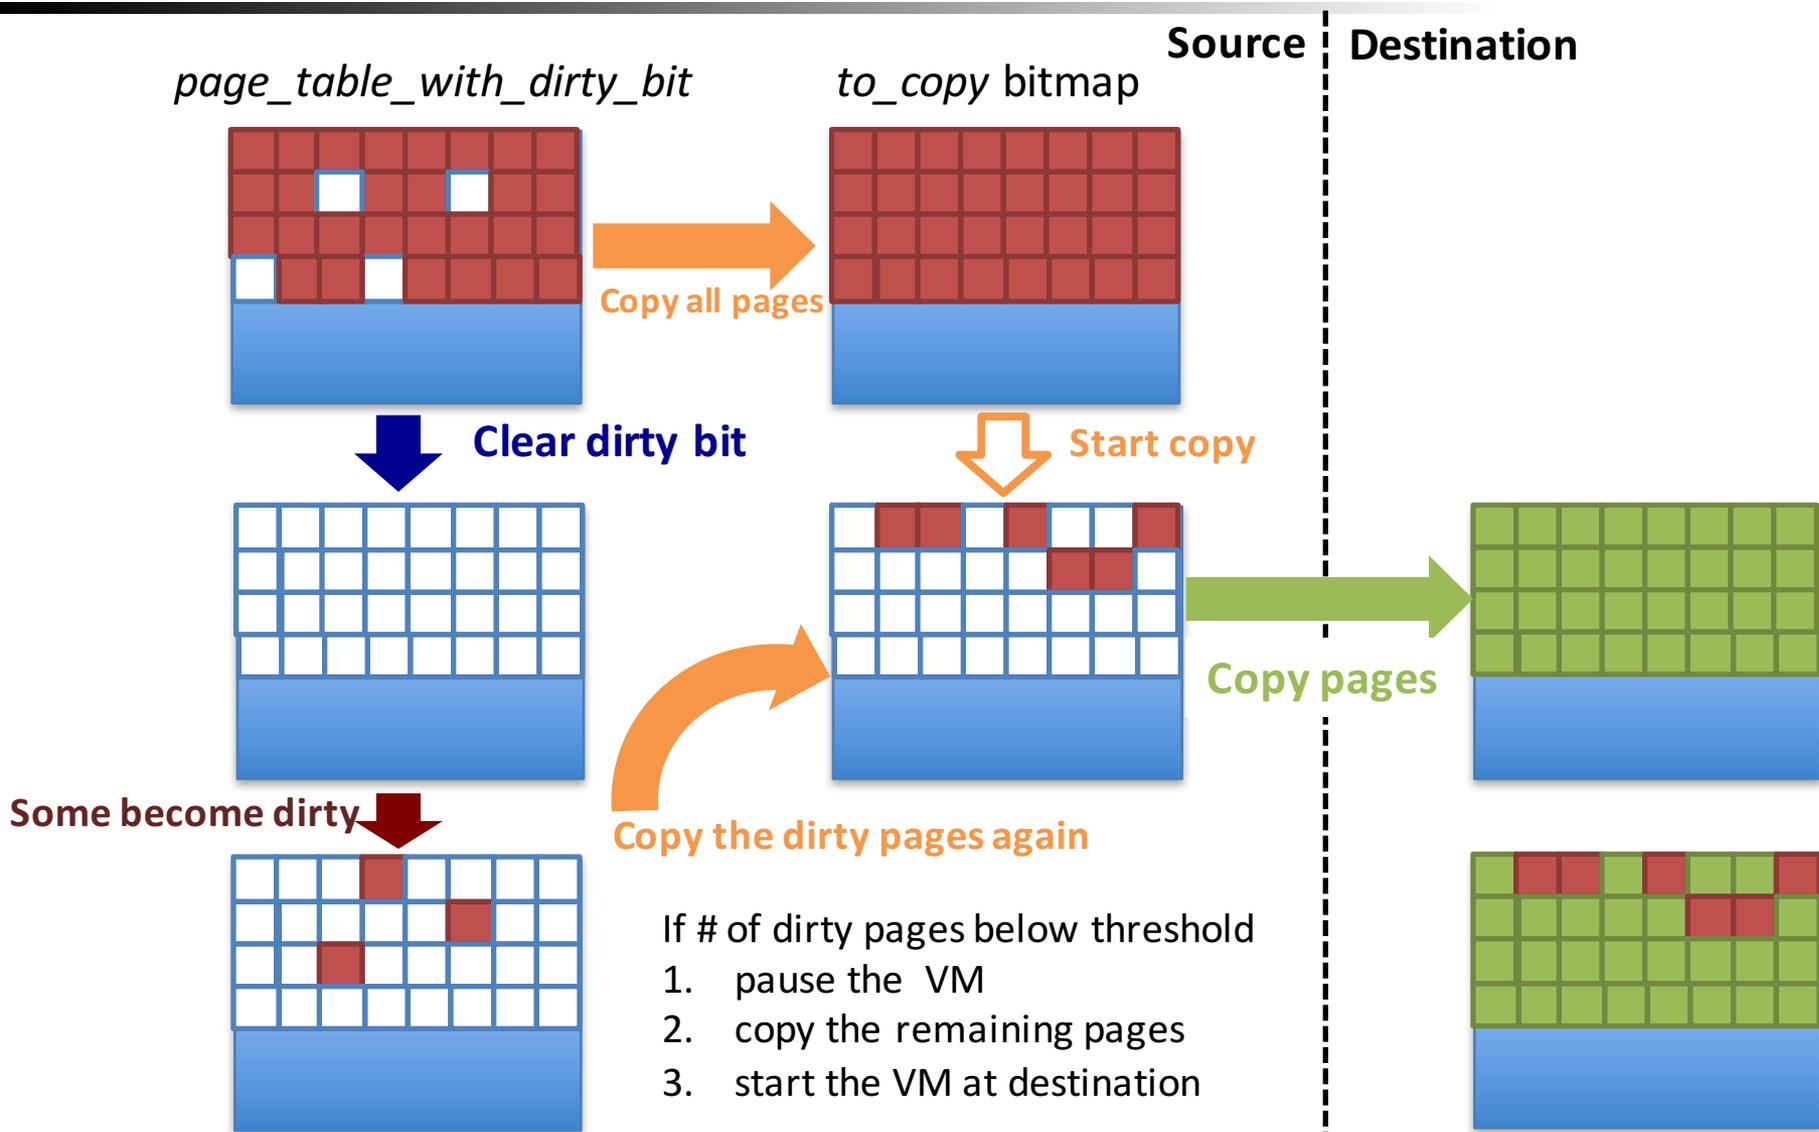 Source
Destination
page_table_with_dirty_bit
to_copy bitmap
Copy all pages
Clear dirty bit
Start copy
Copy pages
Some become dirty
Copy the dirty pages again
If # of dirty pages below threshold
1. pause the VM
2. copy the remaining pages
3. start the VM at destination